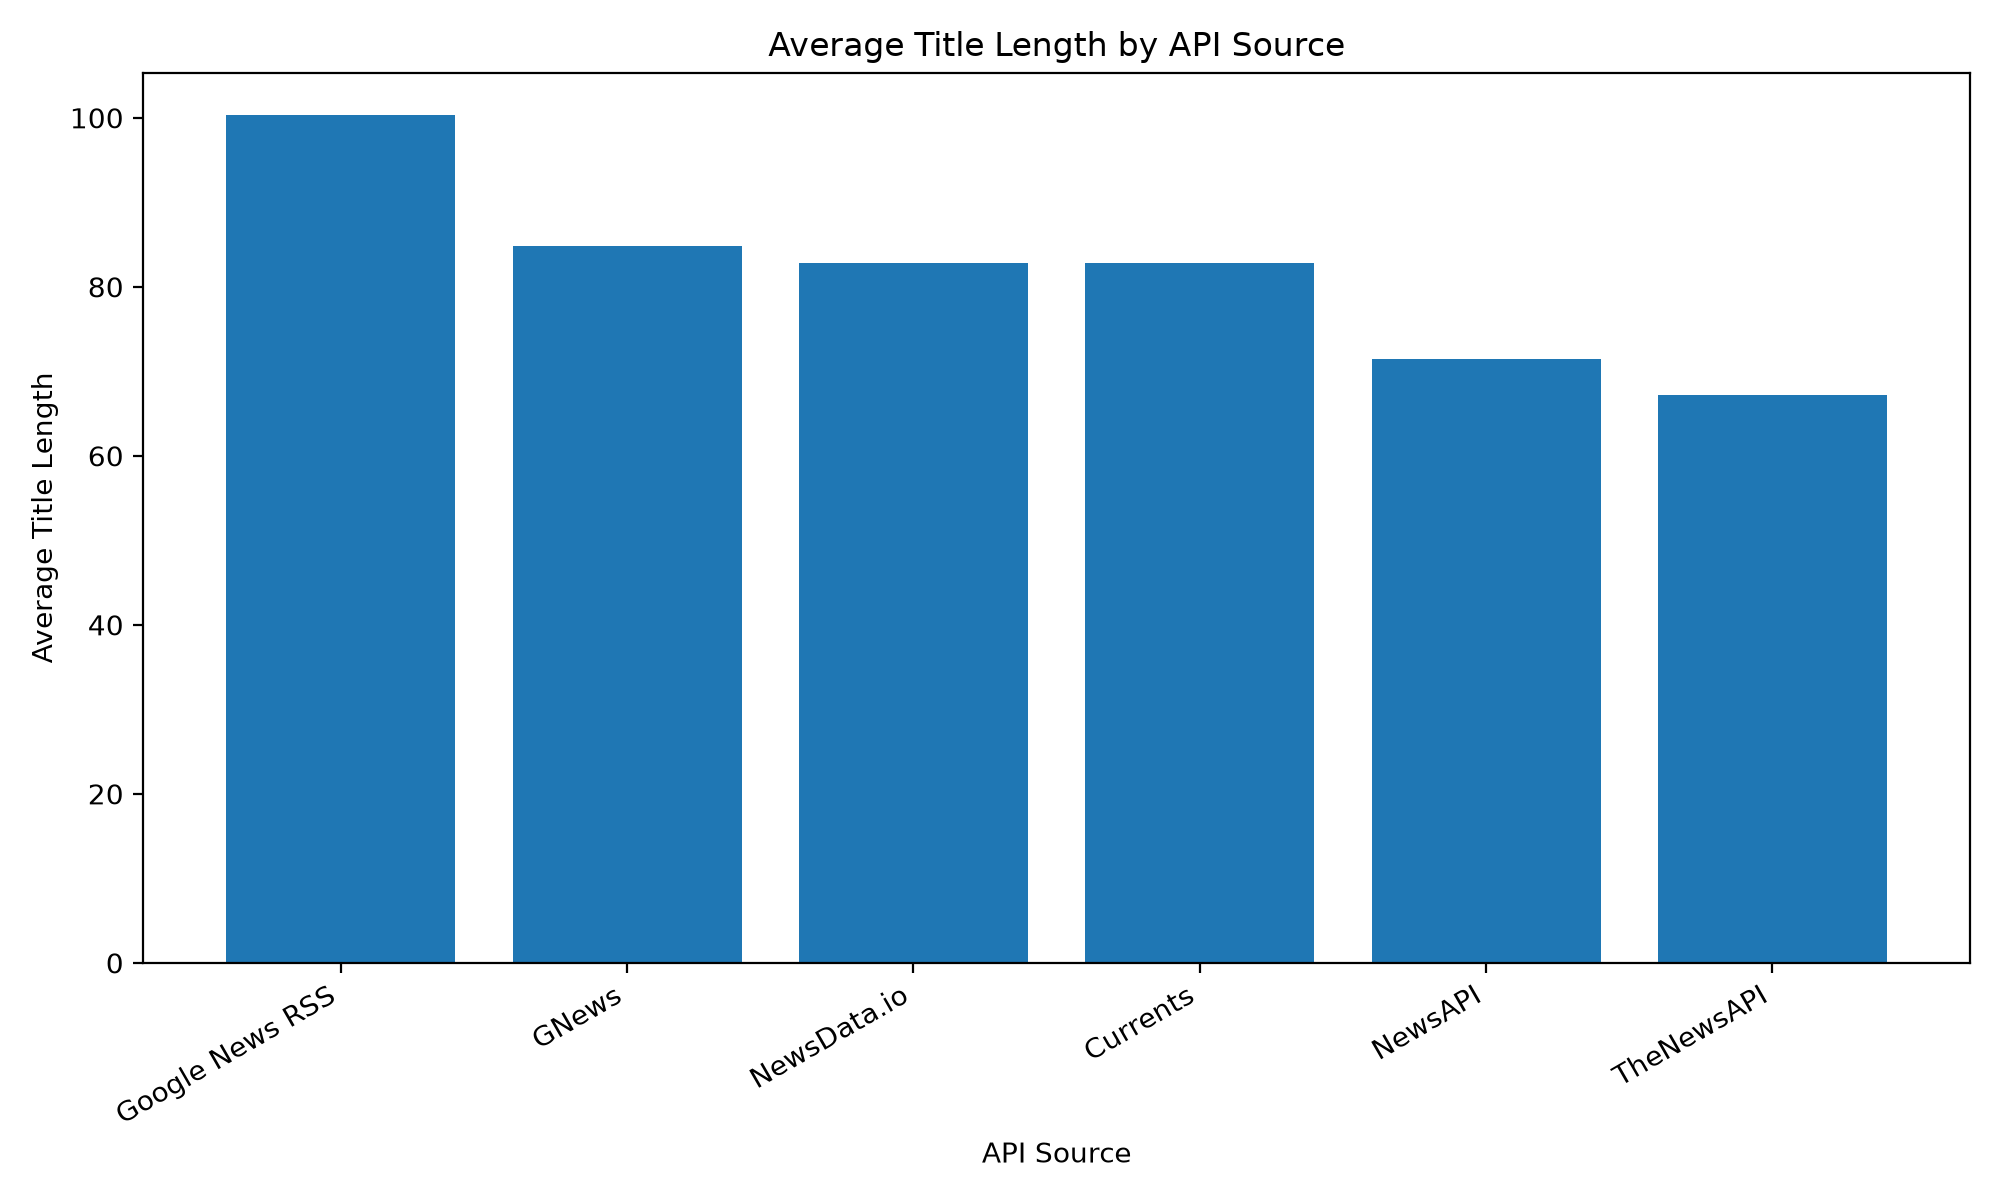 Average Title Length by API Source
Average Title Length
100
80
60
40
20
0
Google News RSS
GNews
NewsData.io
Currents
NewsAPI
TheNewsAPI
API Source